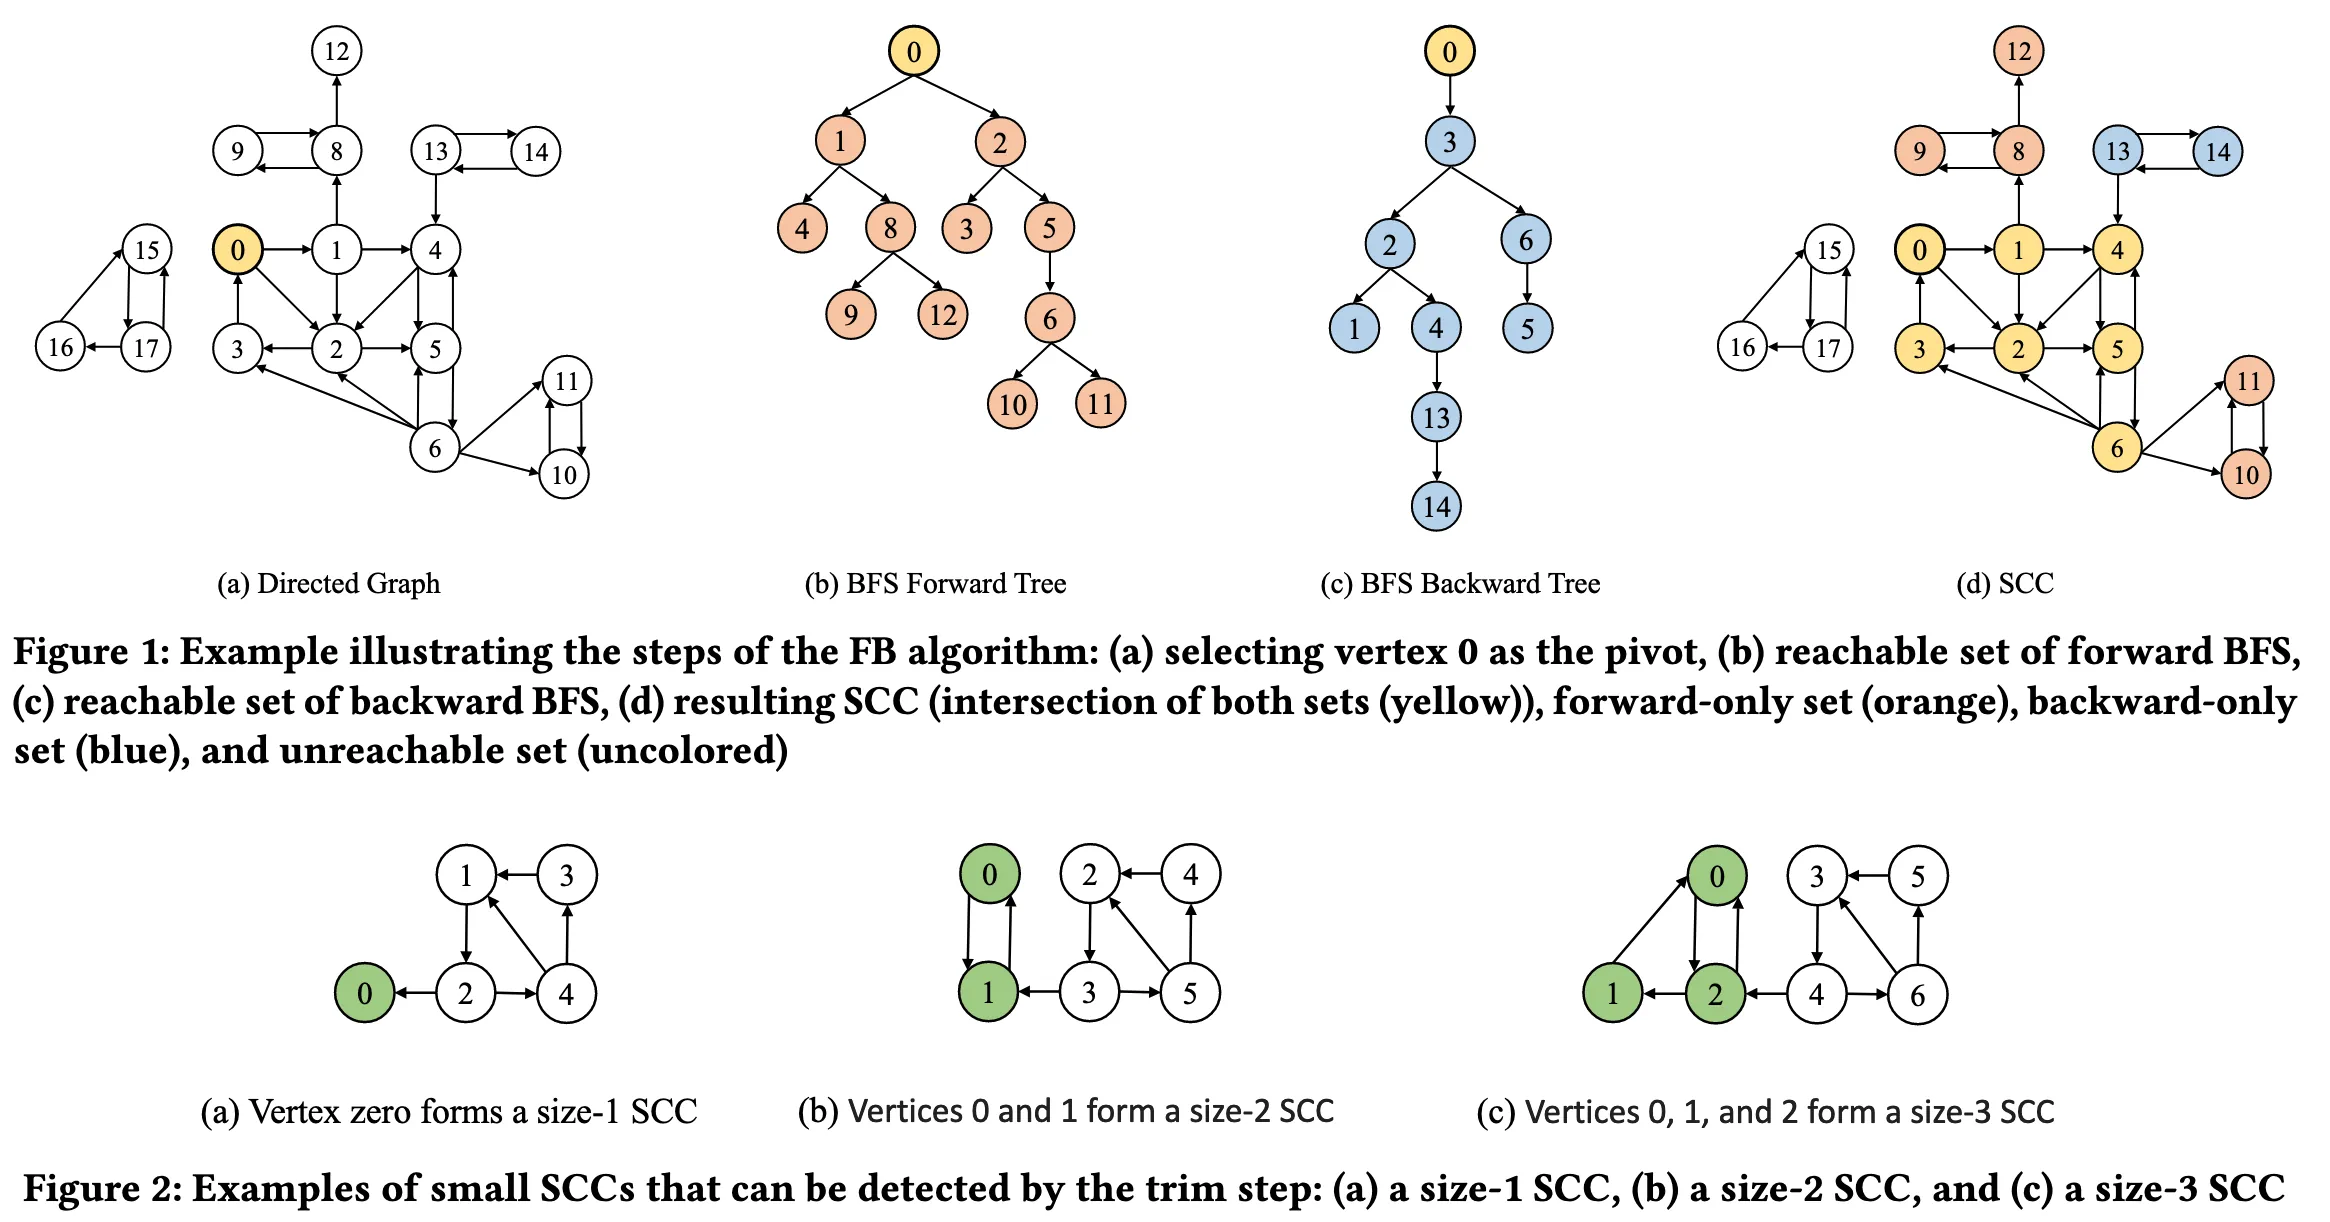 12
9 8 13 14
15 0 1 4
16 17 3 2 5
11
6
10
(a) Directed Graph
0
1 2
4 8 3 5
9 12 6
10 11
(b) BFS Forward Tree
0
3
2 6
1 4 5
13
14
(c) BFS Backward Tree
12
9 8 13 14
15 0 1 4
16 17 3 2 5
11
6
10
(d) SCC
Figure 1: Example illustrating the steps of the FB algorithm: (a) selecting vertex 0 as the pivot, (b) reachable set of forward BFS,
(c) reachable set of backward BFS, (d) resulting SCC (intersection of both sets (yellow)), forward-only set (orange), backward-only
set (blue), and unreachable set (uncolored)
1 3
0 2 4
(a) Vertex zero forms a size-1 SCC
0 2 4
1 3 5
(b) Vertices 0 and 1 form a size-2 SCC
0 3 5
1 2 4 6
(c) Vertices 0, 1, and 2 form a size-3 SCC
Figure 2: Examples of small SCCs that can be detected by the trim step: (a) a size-1 SCC, (b) a size-2 SCC, and (c) a size-3 SCC